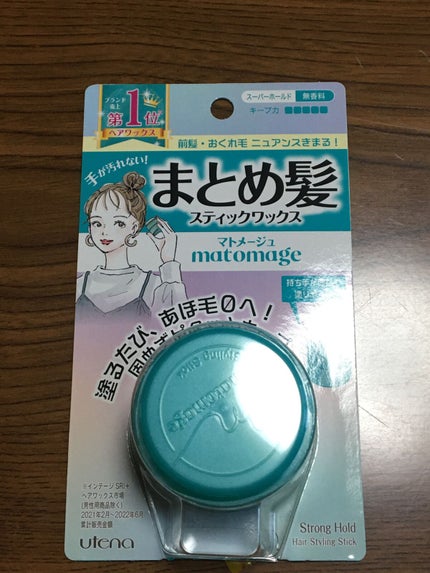 ブランド
売上
第1位
ヘアワックス
スーパーホールド 無香料
キープ力
前髪・おくれ毛 ニュアンスきまる!
手が汚れない!
まとめ髪
スティックワックス
マトメージュ
matomage
塗るたび、あほ毛0へ!
Styling Stick
matomage
※インテージSRI+
ヘアワックス市場
(男性用商品除く)
2021年2月~2022年6月
累計販売金額
utena
Strong Hold
Hair Styling Stick